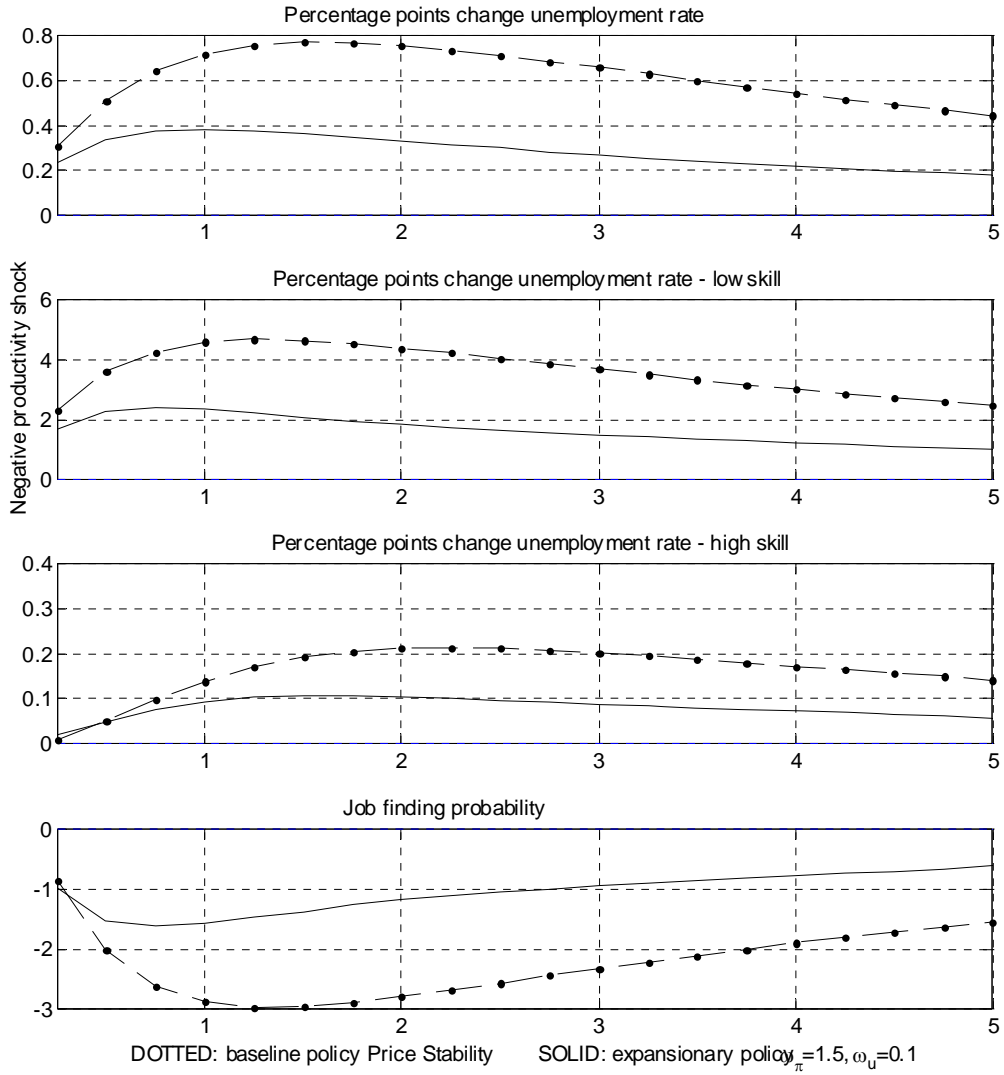 Percentage points change unemployment rate
0.8
0.6
0.4
0.2
0
1 2 3 4 5
Percentage points change unemployment rate - low skill
Negative productivity shock
6
4
2
0
1 2 3 4 5
Percentage points change unemployment rate - high skill
0.4
0.3
0.2
0.1
0
1 2 3 4 5
Job finding probability
0
-1
-2
-3
1 2 3 4 5
DOTTED: baseline policy Price Stability SOLID: expansionary policy ω_π=1.5, ω_u=0.1